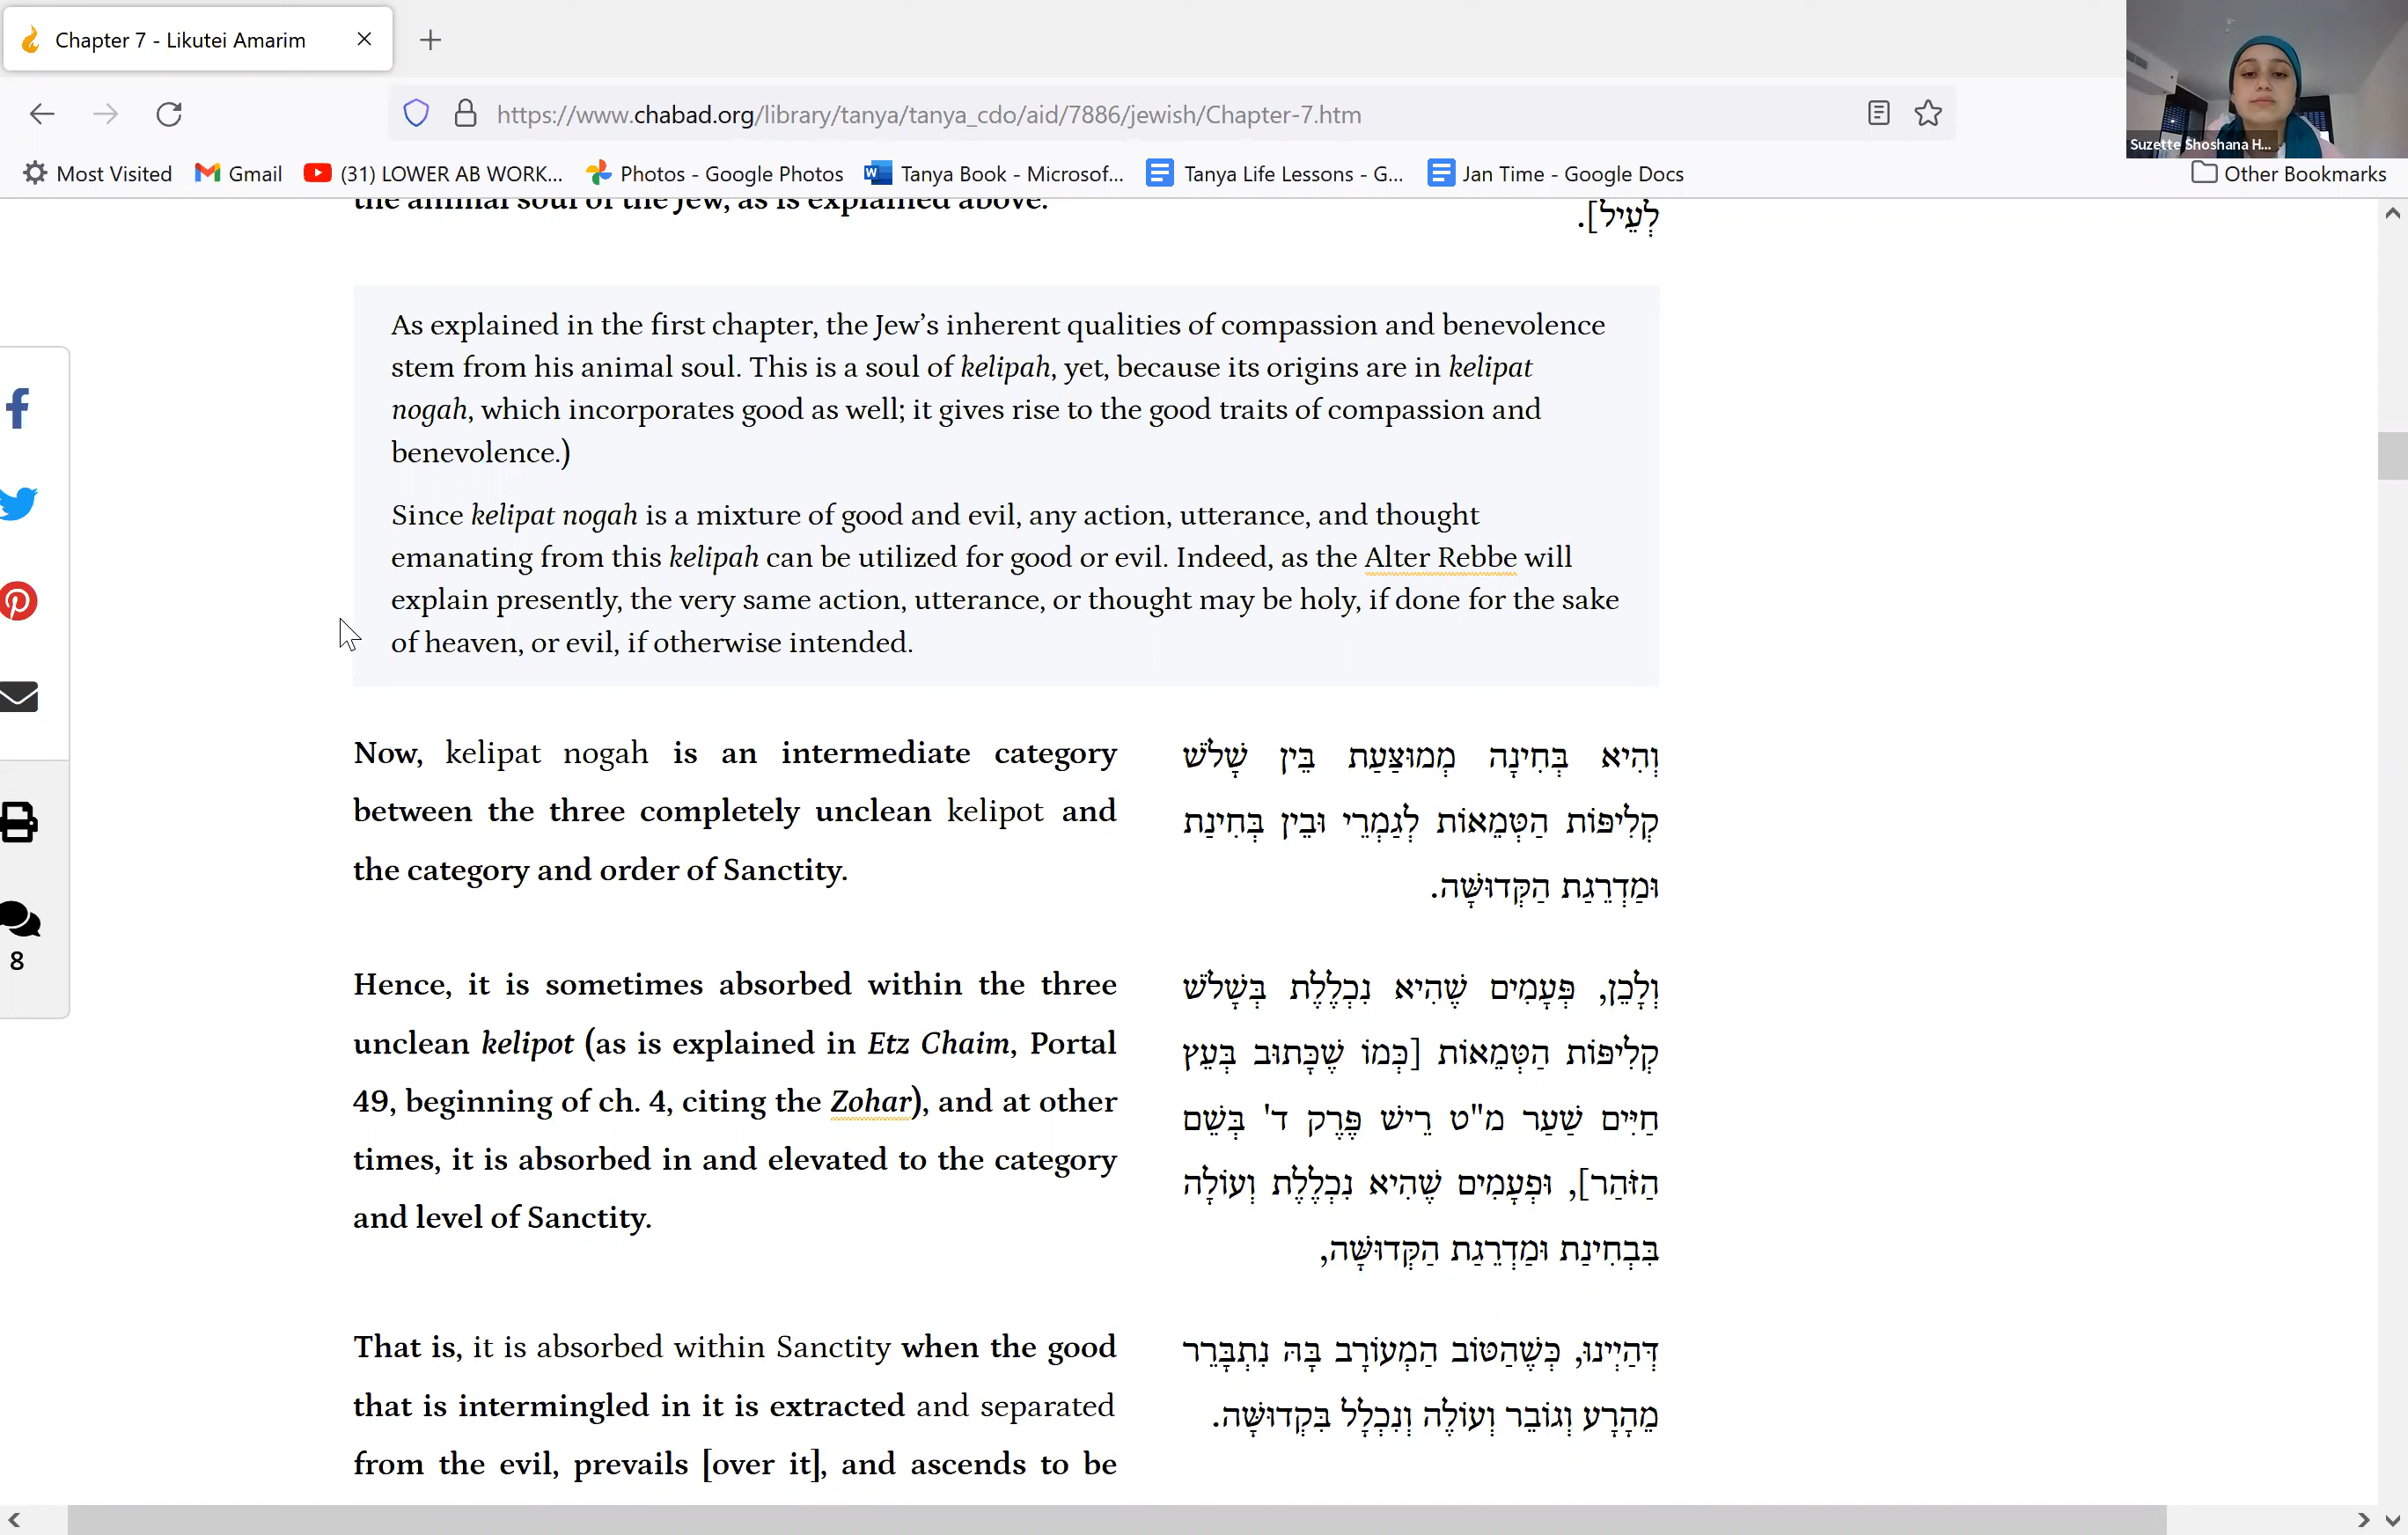 Chapter 7 - Likutei Amarim
https://www.chabad.org/library/tanya/tanya_cdo/aid/7886/jewish/Chapter-7.htm
Suzette Shoshana H...
Most Visited Gmail (31) LOWER AB WORK... Photos - Google Photos Tanya Book - Microsof... Tanya Life Lessons - G... Jan Time - Google Docs Other Bookmarks
the animal soul of the Jew, as is explained above.
לְעֵיל].
As explained in the first chapter, the Jew’s inherent qualities of compassion and benevolence
stem from his animal soul. This is a soul of kelipah, yet, because its origins are in kelipat
nogah, which incorporates good as well; it gives rise to the good traits of compassion and
benevolence.)
Since kelipat nogah is a mixture of good and evil, any action, utterance, and thought
emanating from this kelipah can be utilized for good or evil. Indeed, as the Alter Rebbe will
explain presently, the very same action, utterance, or thought may be holy, if done for the sake
of heaven, or evil, if otherwise intended.
Now, kelipat nogah is an intermediate category
between the three completely unclean kelipot and
the category and order of Sanctity.
וְהִיא בְּחִינָה מְמוּצַּעַת בֵּין שָׁלֹשׁ
קְלִיפּוֹת הַטְּמֵאוֹת לְגַמְרֵי וּבֵין בְּחִינַת
וּמַדְרֵגַת הַקְּדוּשָּׁה.
Hence, it is sometimes absorbed within the three
unclean kelipot (as is explained in Etz Chaim, Portal
49, beginning of ch. 4, citing the Zohar), and at other
times, it is absorbed in and elevated to the category
and level of Sanctity.
וְלָכֵן, פְּעָמִים שֶׁהִיא נִכְלֶלֶת בְּשָׁלֹשׁ
קְלִיפּוֹת הַטְּמֵאוֹת [כְּמוֹ שֶׁכָּתוּב בְּעֵץ
חַיִּים שַׁעַר מ"ט רֵישׁ פֶּרֶק ד' בְּשֵׁם
הַזֹּהַר], וּפְעָמִים שֶׁהִיא נִכְלֶלֶת וְעוֹלָה
בִּבְחִינַת וּמַדְרֵגַת הַקְּדוּשָּׁה,
That is, it is absorbed within Sanctity when the good
that is intermingled in it is extracted and separated
from the evil, prevails [over it], and ascends to be
דְּהַיְינוּ, כְּשֶׁהַטּוֹב הַמְעוֹרָב בָּהּ נִתְבָּרֵר
מֵהָרָע וְגוֹבֵר וְעוֹלֶה וְנִכְלָל בִּקְדוּשָּׁה.
8